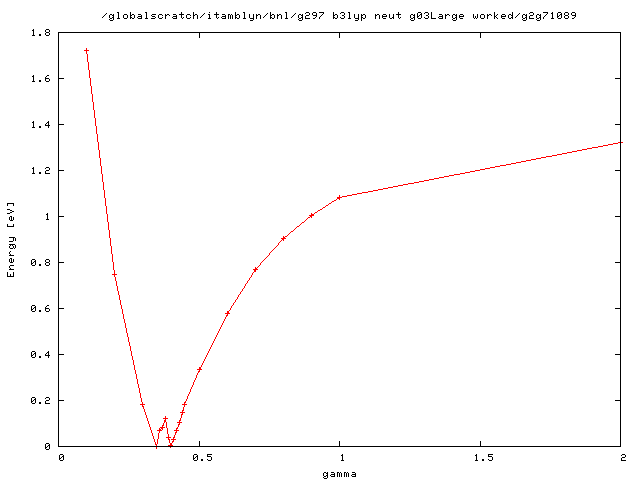 /globalscratch/itamblyn/bnl/g297 b3lyp neut g03Large worked/g2g71089
1.8
1.6
1.4
1.2
1
0.8
0.6
0.4
0.2
0
Energy [eV]
0 0.5 1 1.5 2
gamma